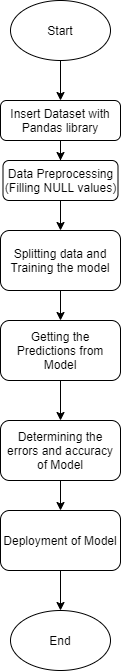 Start
Insert Dataset with
Pandas library
Data Preprocessing
(Filling NULL values)
Splitting data and
Training the model
Getting the
Predictions from
Model
Determining the
errors and accuracy
of Model
Deployment of Model
End